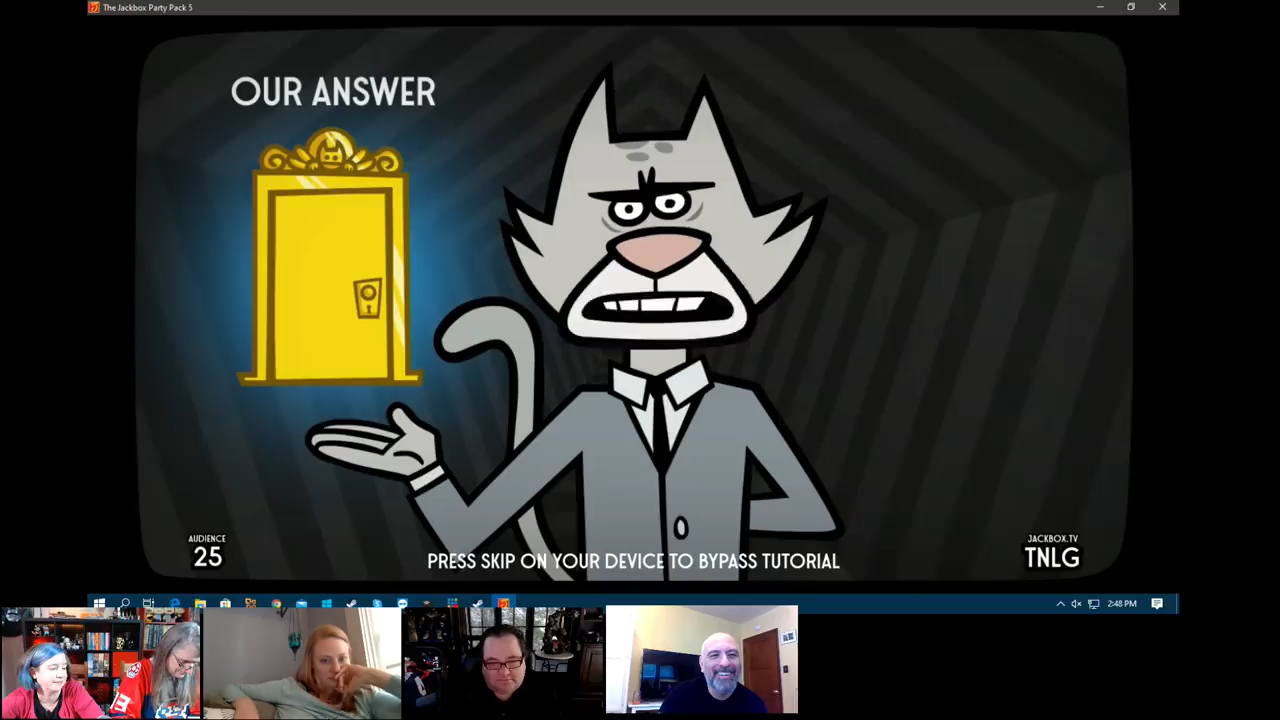 The Jackbox Party Pack 5
OUR ANSWER
AUDIENCE
25
PRESS SKIP ON YOUR DEVICE TO BYPASS TUTORIAL
JACKBOX.TV
TNLG
2:48 PM